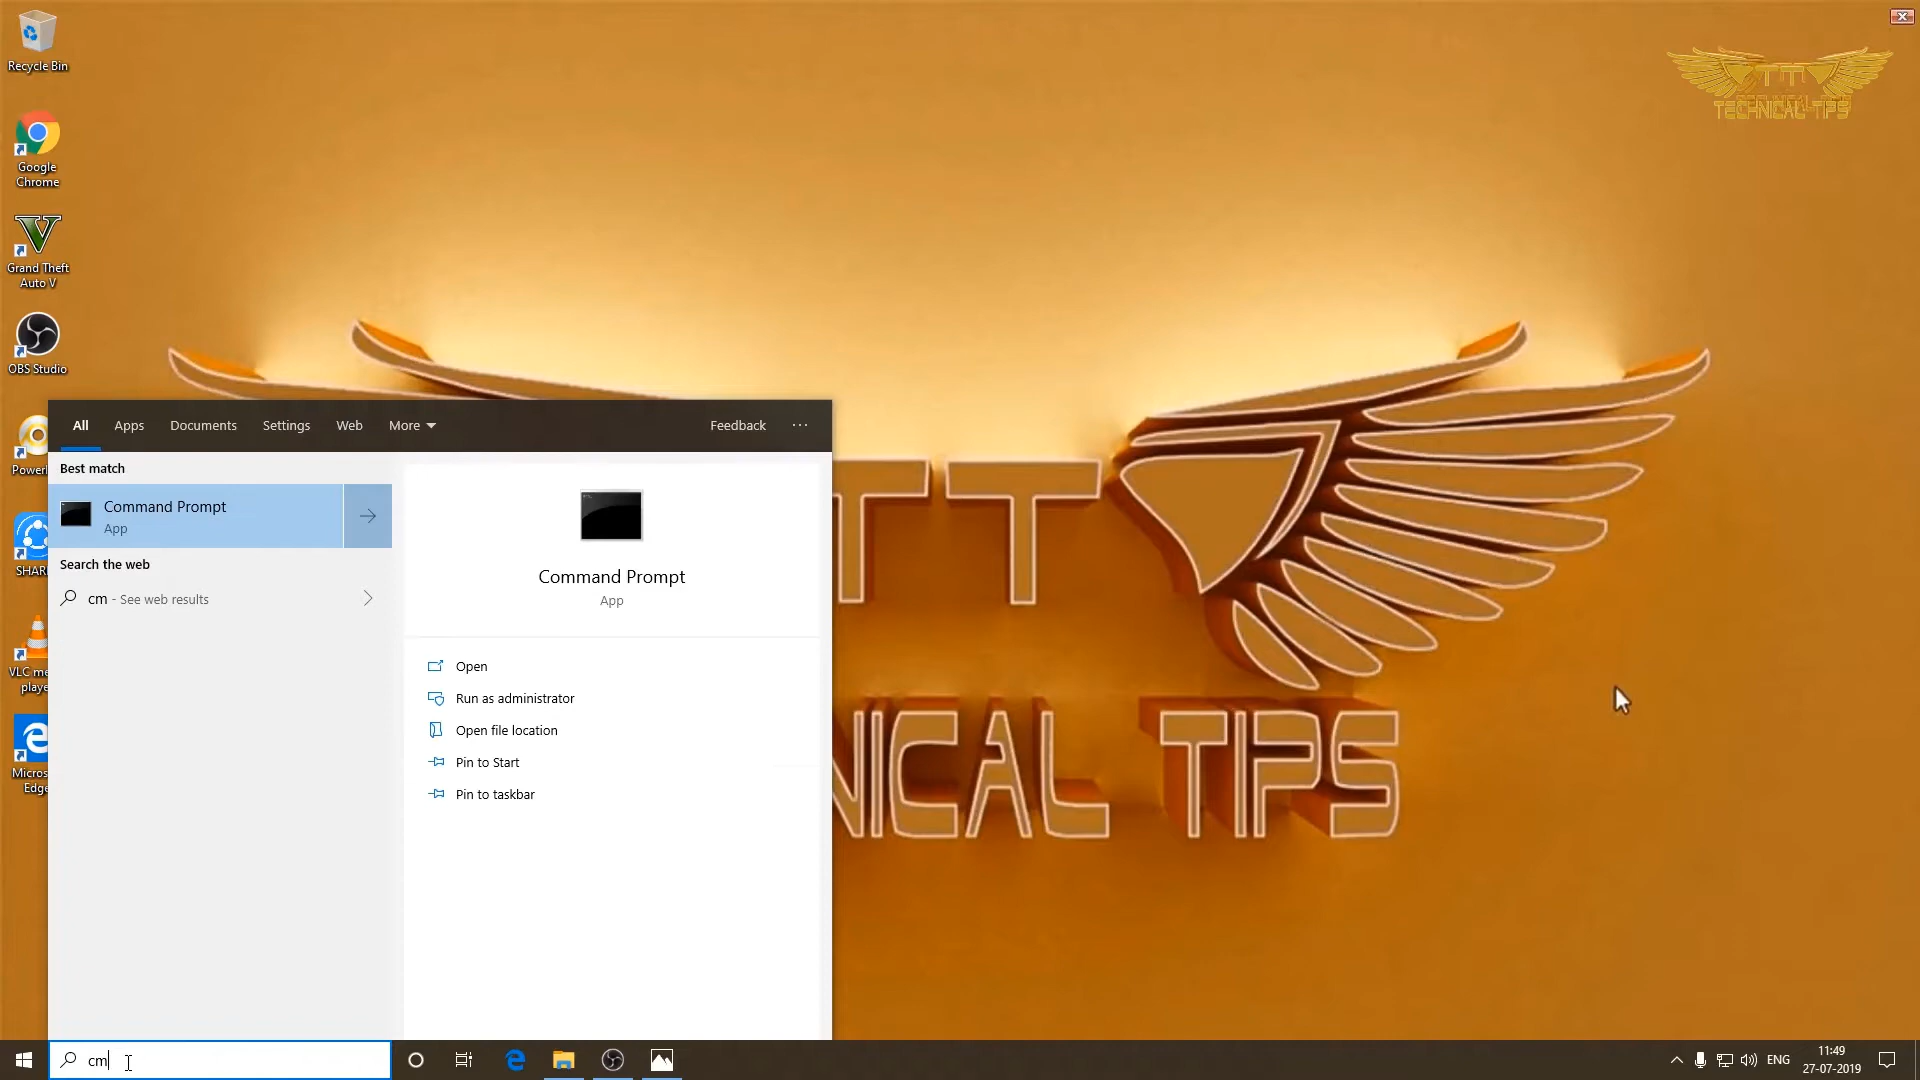 Recycle Bin
TECHNICAL TIPS
Google
Chrome
Grand Theft
Auto V
OBS Studio
SHAR
VLC me
player
Micros
Edge
All
Apps
Documents
Settings
Web
More
Feedback
Best match
Command Prompt
App
Search the web
cm - See web results
Command Prompt
App
Open
Run as administrator
Open file location
Pin to Start
Pin to taskbar
TT
NICAL TIPS
cm
ENG
11:49
27-07-2019